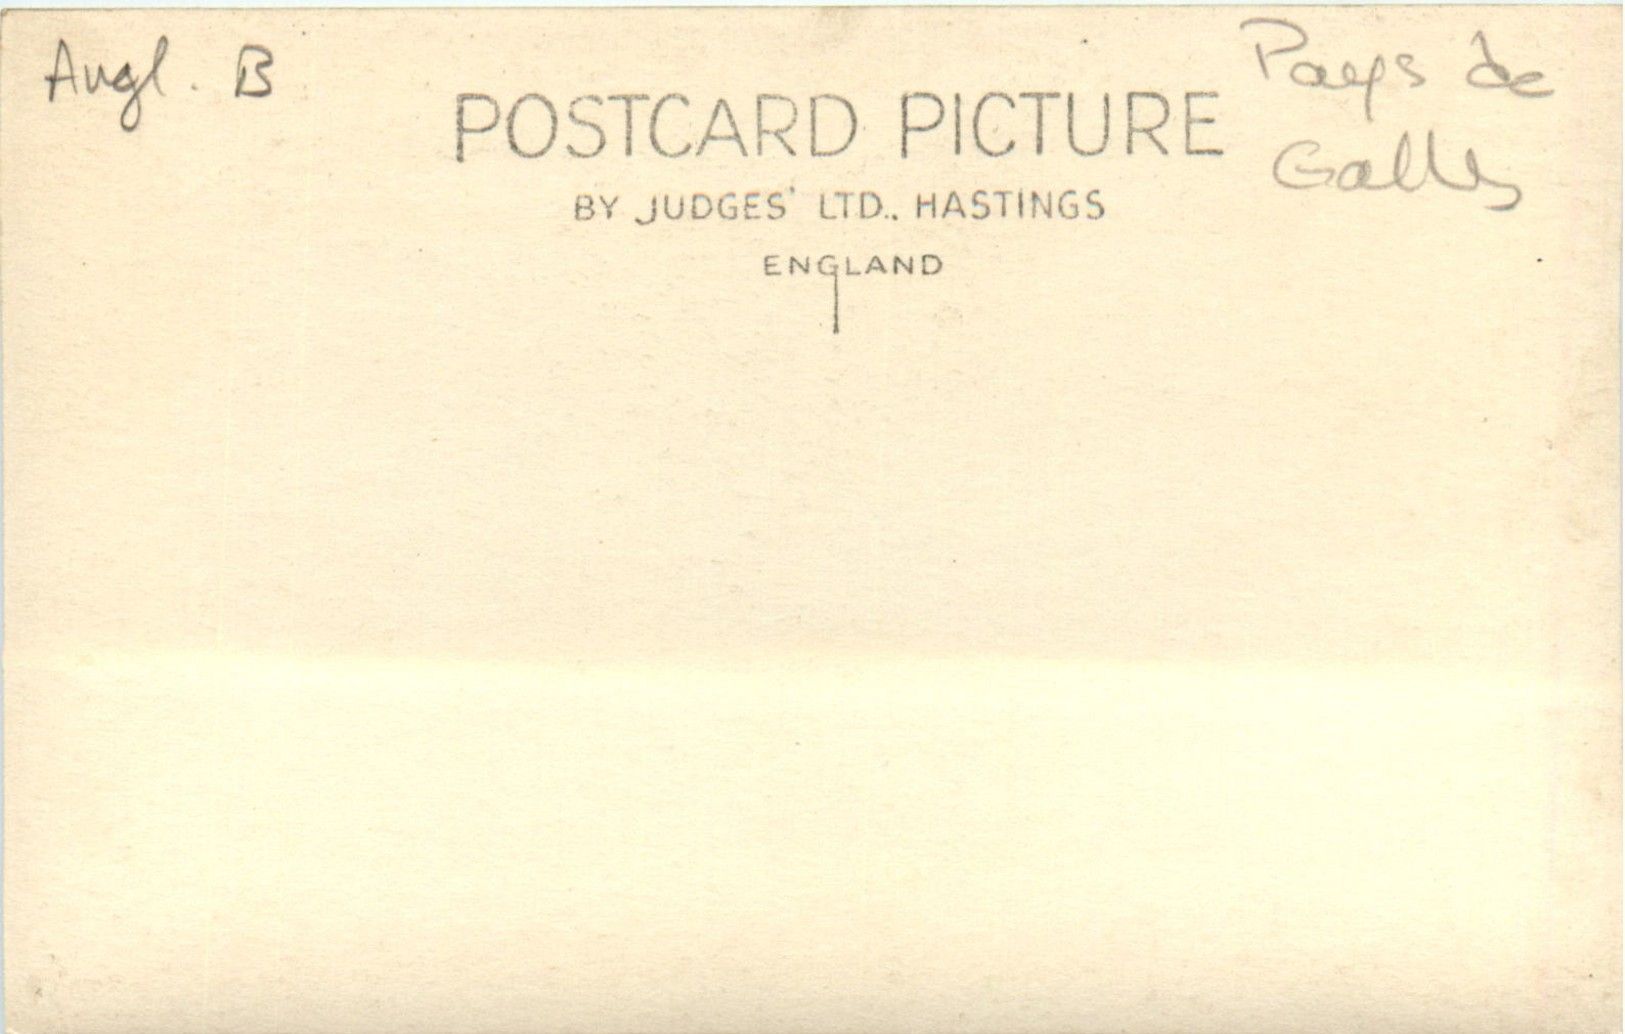 Angl. B
POSTCARD PICTURE
BY JUDGES' LTD., HASTINGS
ENGLAND
Pays de
Galles